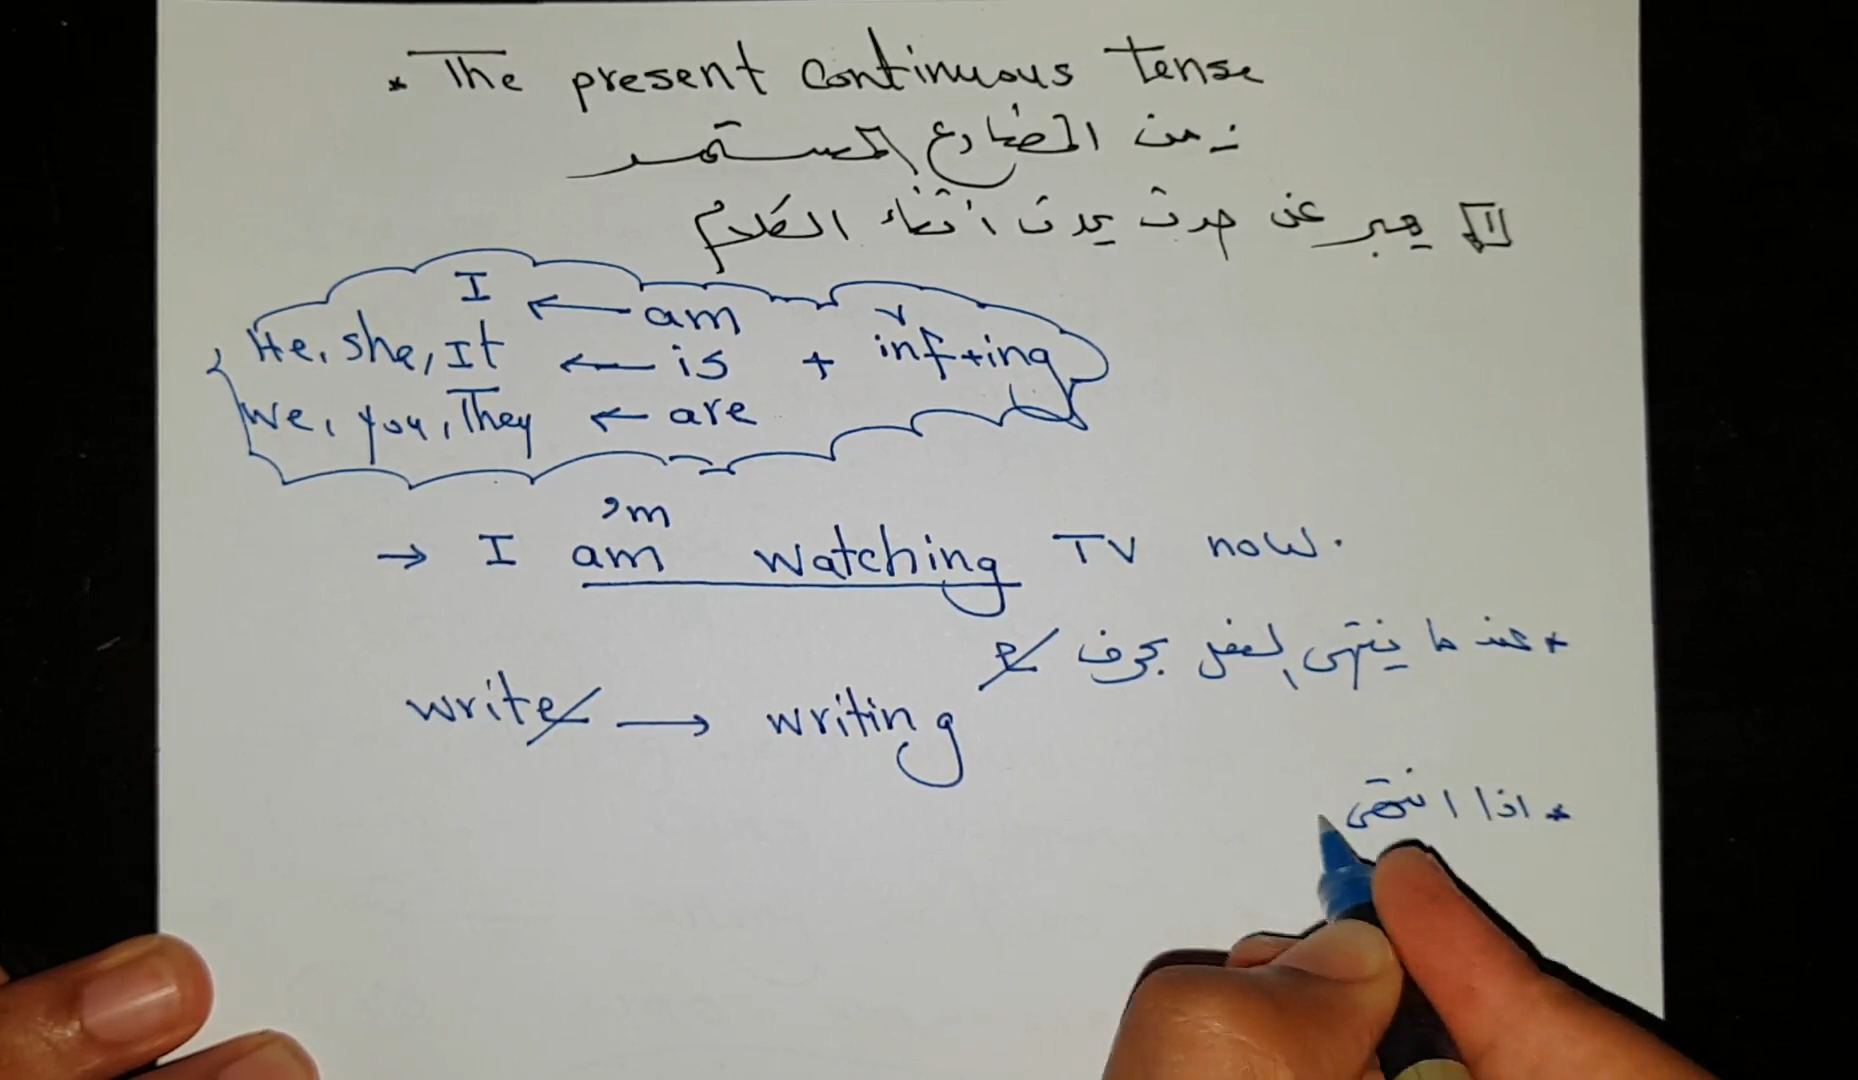 * The present continuous Tense
زمن المضارع المستمر
[1] يعبر عن حدث يحدث أثناء الكلام
I ← am
He, she, It ← is + inf+ing
v
We, you, They ← are
'm
→ I am watching TV now.
* عندما ينتهى الفعل بحرف e
write → writing
* اذا انتهى